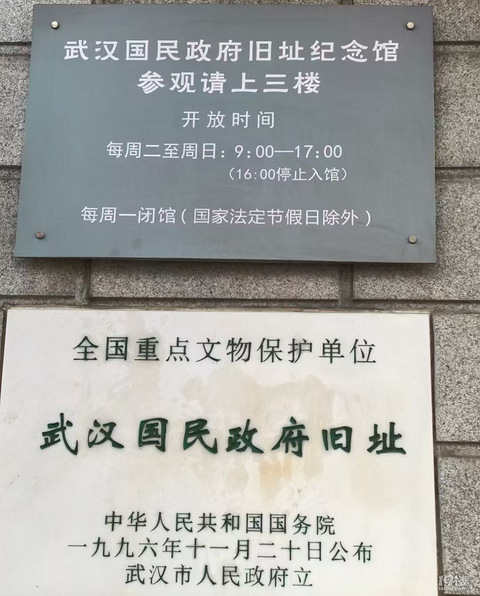 武汉国民政府旧址纪念馆
参观请上三楼
开放时间
每周二至周日：9:00—17:00
（16:00停止入馆）
每周一闭馆（国家法定节假日除外）
全国重点文物保护单位
武汉国民政府旧址
中华人民共和国国务院
一九九六年十一月二十日公布
武汉市人民政府立